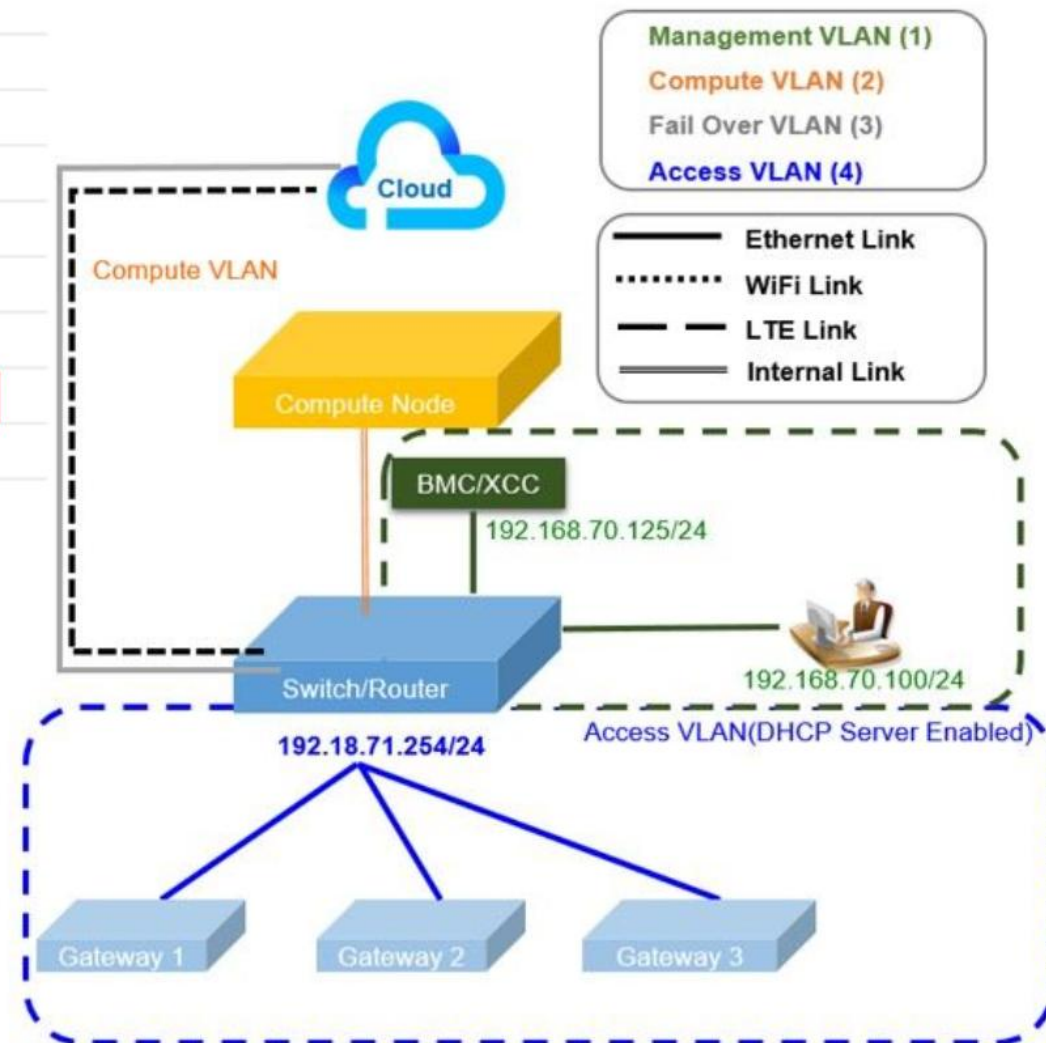 Management VLAN (1)
Compute VLAN (2)
Fail Over VLAN (3)
Access VLAN (4)
Cloud
Ethernet Link
WiFi Link
LTE Link
Internal Link
Compute VLAN
Compute Node
BMC/XCC
192.168.70.125/24
Switch/Router
192.168.70.100/24
Access VLAN(DHCP Server Enabled)
192.18.71.254/24
Gateway 1
Gateway 2
Gateway 3